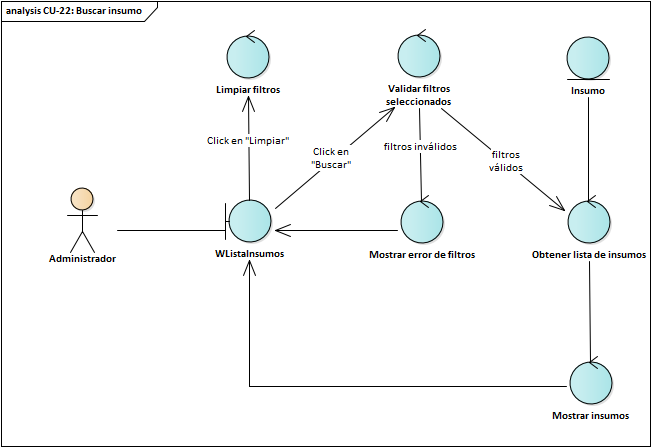 analysis CU-22: Buscar insumo
Limpiar filtros
Validar filtros
seleccionados
Insumo
Click en "Limpiar"
Click en
"Buscar"
filtros inválidos
filtros
válidos
Administrador
WListaInsumos
Mostrar error de filtros
Obtener lista de insumos
Mostrar insumos